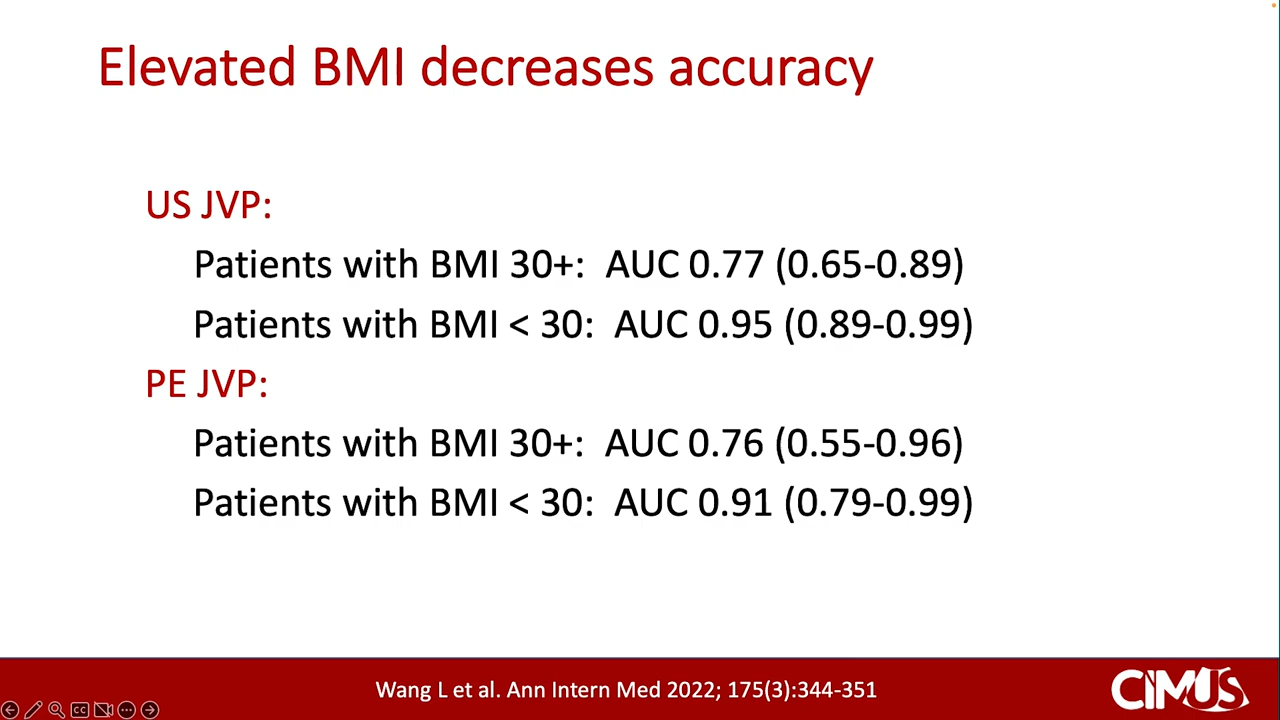 Elevated BMI decreases accuracy
US JVP:
Patients with BMI 30+: AUC 0.77 (0.65-0.89)
Patients with BMI < 30: AUC 0.95 (0.89-0.99)
PE JVP:
Patients with BMI 30+: AUC 0.76 (0.55-0.96)
Patients with BMI < 30: AUC 0.91 (0.79-0.99)
Wang L et al. Ann Intern Med 2022; 175(3):344-351
CIMUS
CC